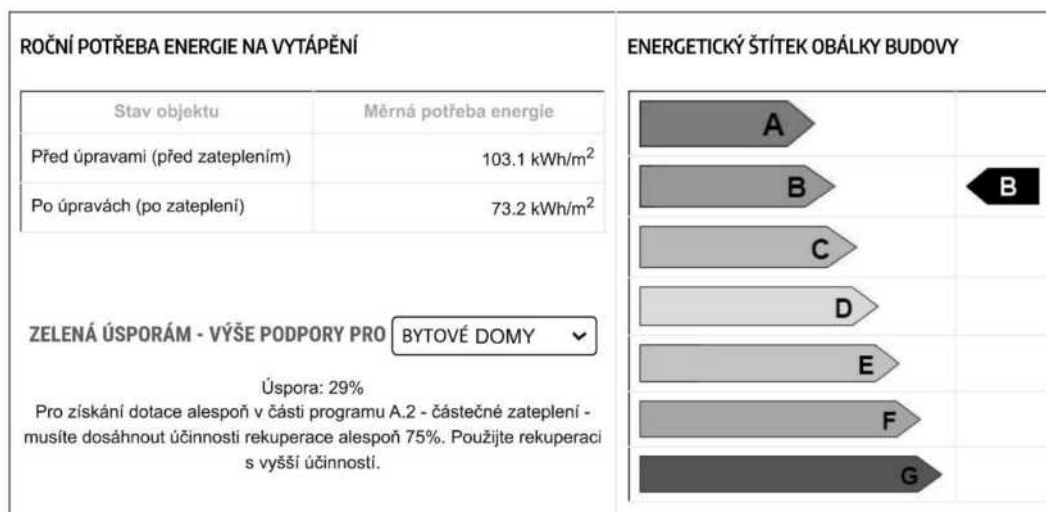 ROČNÍ POTŘEBA ENERGIE NA VYTÁPĚNÍ
Stav objektu Měrná potřeba energie
Před úpravami (před zateplením) 103.1 kWh/m²
Po úpravách (po zateplení) 73.2 kWh/m²
ZELENÁ ÚSPORÁM - VÝŠE PODPORY PRO BYTOVÉ DOMY
Úspora: 29%
Pro získání dotace alespoň v části programu A.2 - částečné zateplení -
musíte dosáhnout účinnosti rekuperace alespoň 75%. Použijte rekuperaci
s vyšší účinností.
ENERGETICKÝ ŠTÍTEK OBÁLKY BUDOVY
A
B B
C
D
E
F
G